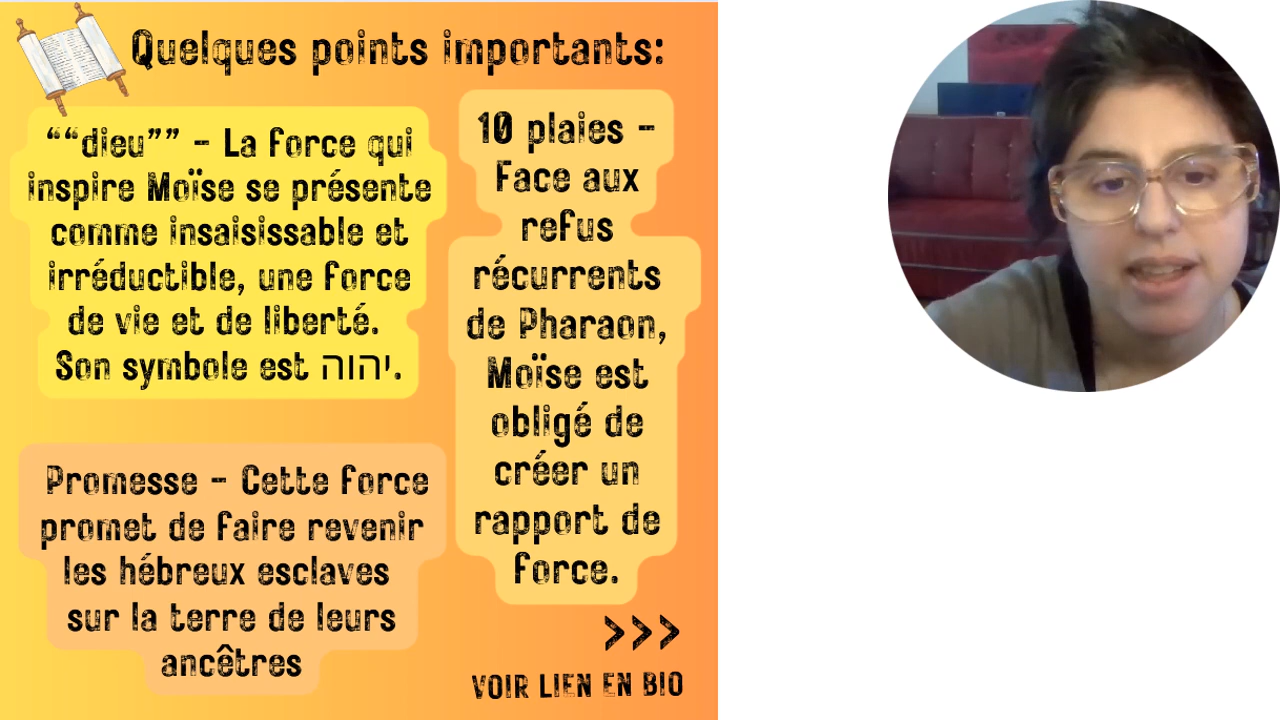 Quelques points importants:
““dieu”” - La force qui
inspire Moïse se présente
comme insaisissable et
irréductible, une force
de vie et de liberté.
Son symbole est יהוה.
Promesse - Cette force
promet de faire revenir
les hébreux esclaves
sur la terre de leurs
ancêtres
10 plaies -
Face aux
refus
récurrents
de Pharaon,
Moïse est
obligé de
créer un
rapport de
force.
>>>
VOIR LIEN EN BIO